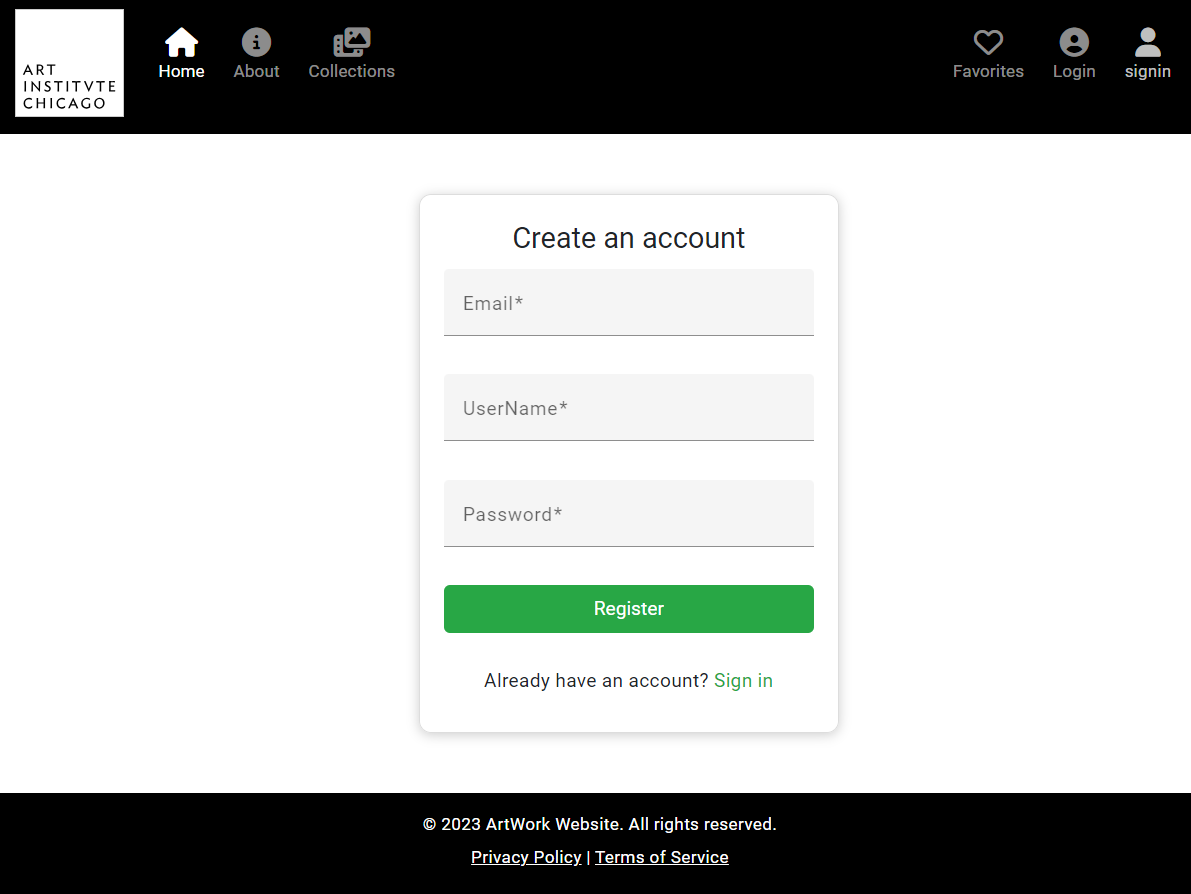 ART
INSTITVTE
CHICAGO
Home
About
Collections
Favorites
Login
signin
Create an account
Email*
UserName*
Password*
Register
Already have an account? Sign in
© 2023 ArtWork Website. All rights reserved.
Privacy Policy | Terms of Service